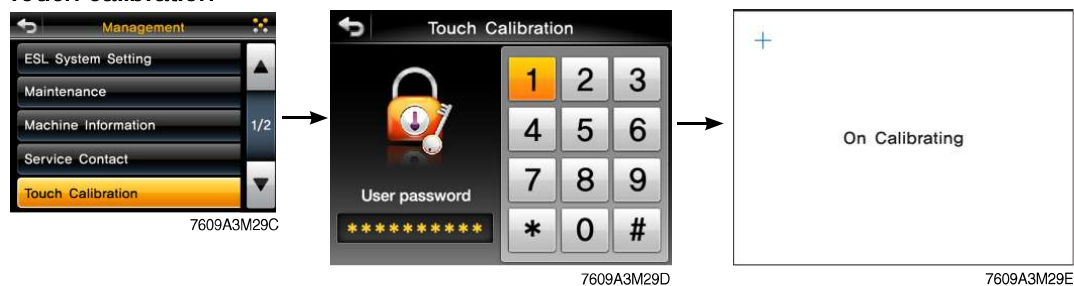 Touch calibration
Management
ESL System Setting
Maintenance
Machine Information
Service Contact
Touch Calibration
1/2
7609A3M29C
Touch Calibration
User password
**********
1 2 3
4 5 6
7 8 9
* 0 #
7609A3M29D
On Calibrating
7609A3M29E